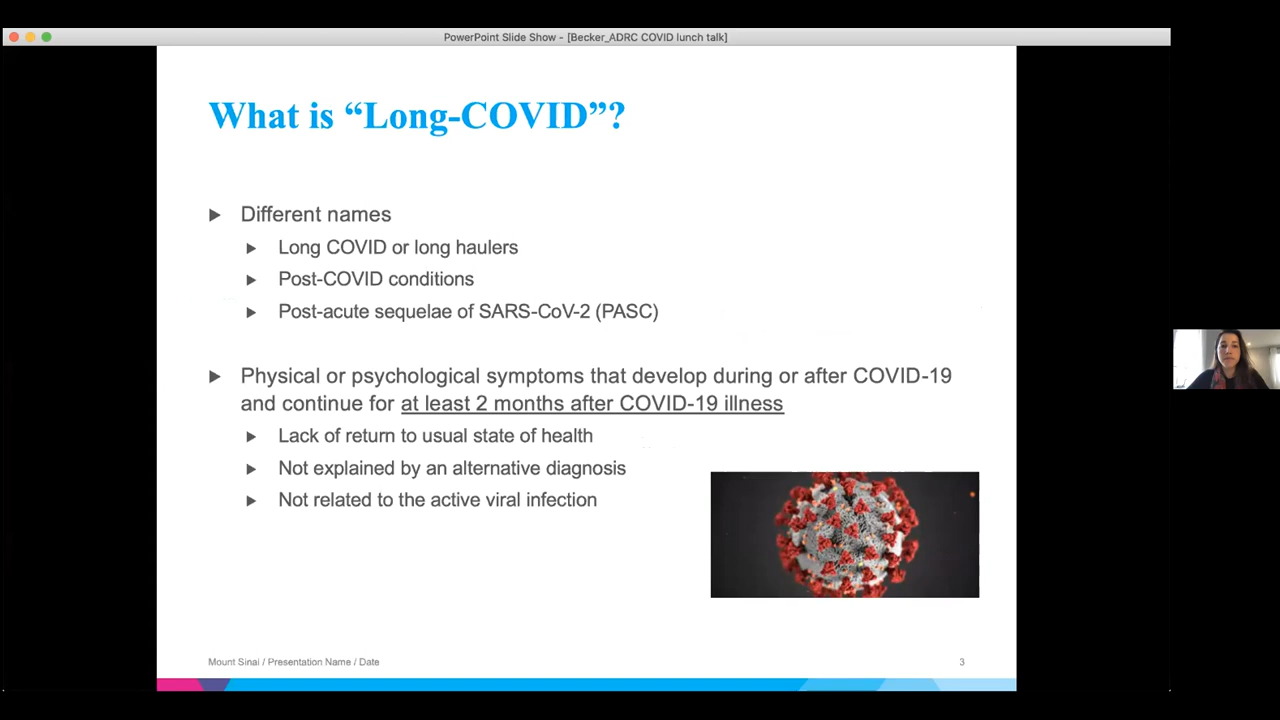 PowerPoint Slide Show - [Becker_ADRC COVID lunch talk]
What is “Long-COVID”?
Different names
Long COVID or long haulers
Post-COVID conditions
Post-acute sequelae of SARS-CoV-2 (PASC)
Physical or psychological symptoms that develop during or after COVID-19
and continue for at least 2 months after COVID-19 illness
Lack of return to usual state of health
Not explained by an alternative diagnosis
Not related to the active viral infection
Mount Sinai / Presentation Name / Date
3